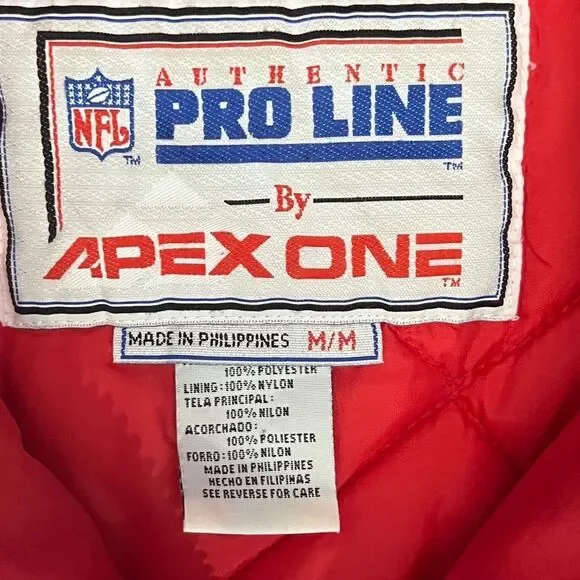 AUTHENTIC
NFL
TM
PRO LINE
TM
By
APEX ONE
TM
MADE IN PHILIPPINES M/M
100% POLYESTER
LINING: 100% NYLON
TELA PRINCIPAL:
100% NILON
ACORCHADO:
100% POLIESTER
FORRO: 100% NILON
MADE IN PHILIPPINES
HECHO EN FILIPINAS
SEE REVERSE FOR CARE